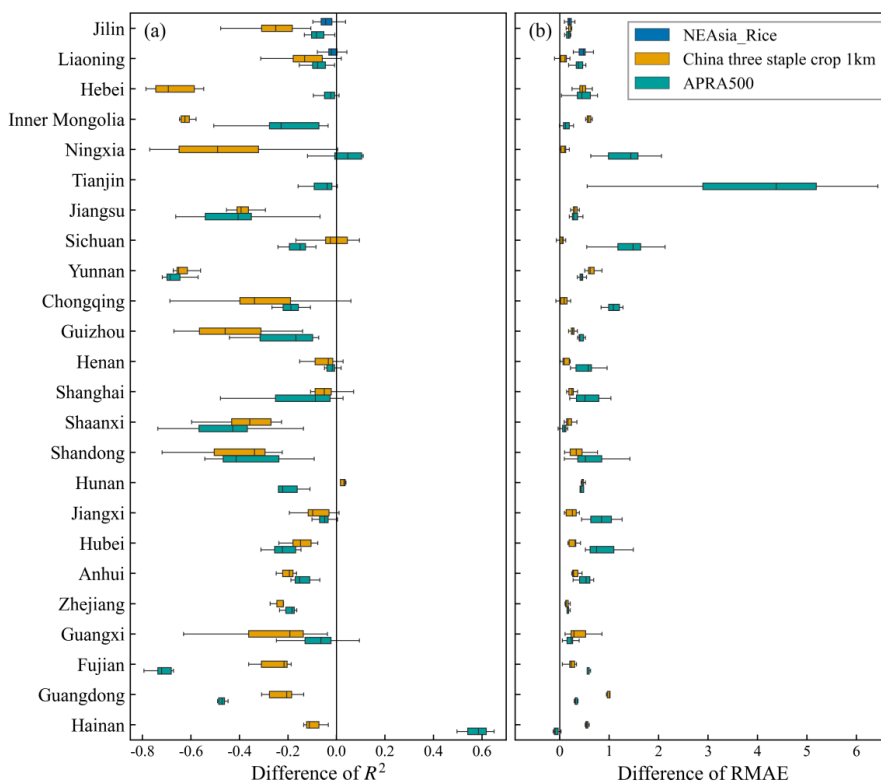 (a)
(b)
NEAsia_Rice
China three staple crop 1km
APRA500
Jilin
Liaoning
Hebei
Inner Mongolia
Ningxia
Tianjin
Jiangsu
Sichuan
Yunnan
Chongqing
Guizhou
Henan
Shanghai
Shaanxi
Shandong
Hunan
Jiangxi
Hubei
Anhui
Zhejiang
Guangxi
Fujian
Guangdong
Hainan
-0.8 -0.6 -0.4 -0.2 0.0 0.2 0.4 0.6
0 1 2 3 4 5 6
Difference of R²
Difference of RMAE